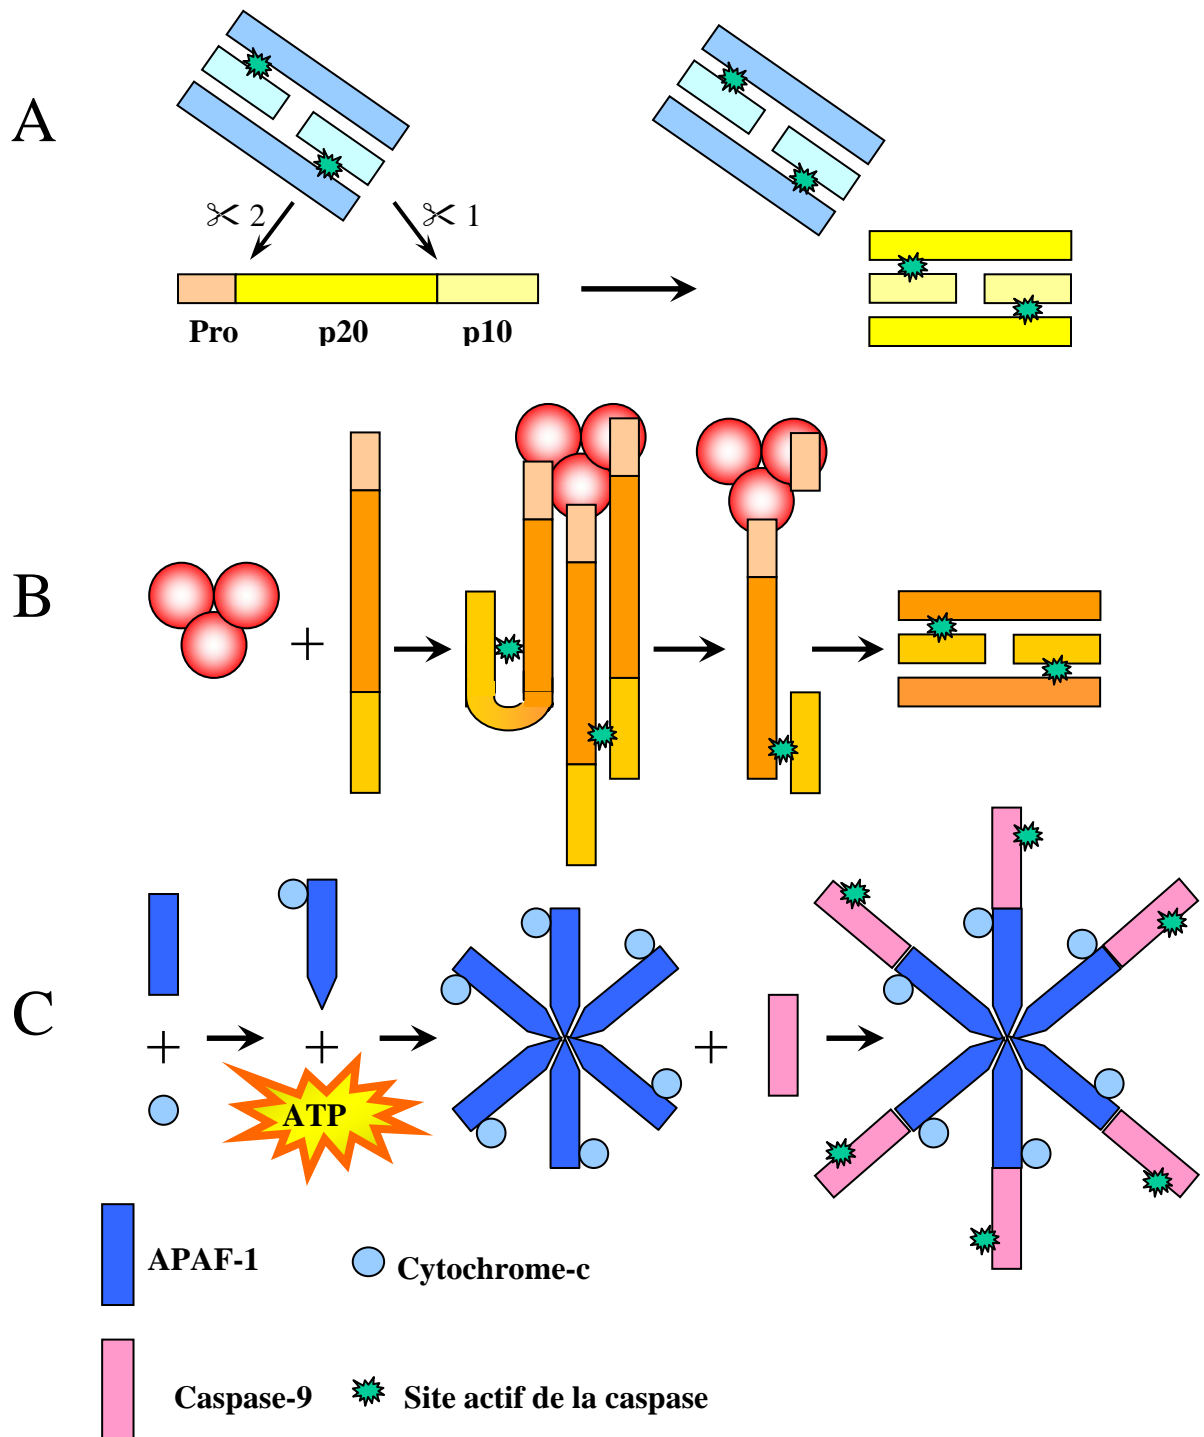 A
2
1
Pro p20 p10
B
+
C
+ + +
ATP
APAF-1
Cytochrome-c
Caspase-9
Site actif de la caspase